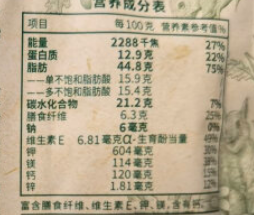 营养成分表
项目 每100克 营养素参考值%
能量 2288千焦 27%
蛋白质 12.9克 22%
脂肪 44.8克 75%
——单不饱和脂肪酸 15.9克
——多不饱和脂肪酸 15.4克
碳水化合物 21.2克 7%
膳食纤维 6.3克 25%
钠 6毫克 0%
维生素E 6.81毫克α-生育酚当量 49%
钾 604毫克
镁 114毫克
钙 120毫克 15%
锌 1.81毫克 12%
富含膳食纤维、维生素E、钾、镁,含有钙